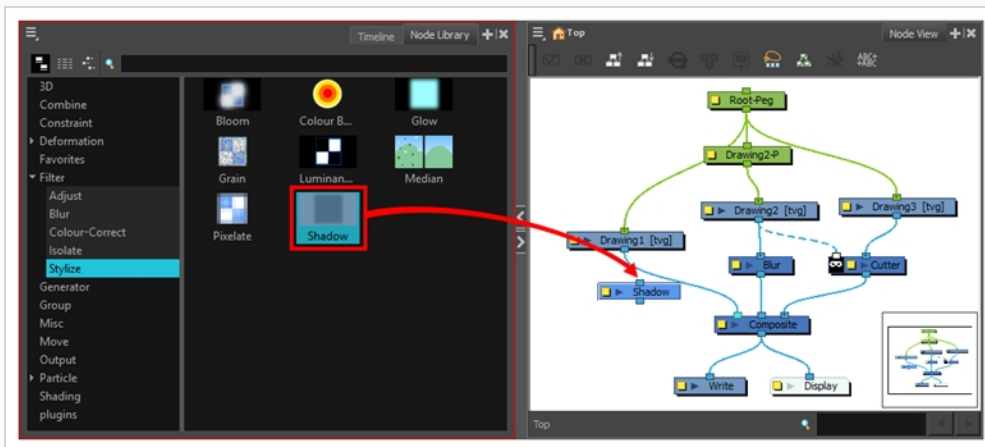 Timeline
Node Library
3D
Combine
Constraint
Deformation
Favorites
Filter
Adjust
Blur
Colour-Correct
Isolate
Stylize
Generator
Group
Misc
Move
Output
Particle
Shading
plugins
Bloom
Colour B...
Glow
Grain
Luminan...
Median
Pixelate
Shadow
Top
Node View
ABC
ABC
Root-Peg
Drawing2-P
Drawing2 [tvg]
Drawing3 [tvg]
Drawing1 [tvg]
Blur
Cutter
Shadow
Composite
Write
Display
Top